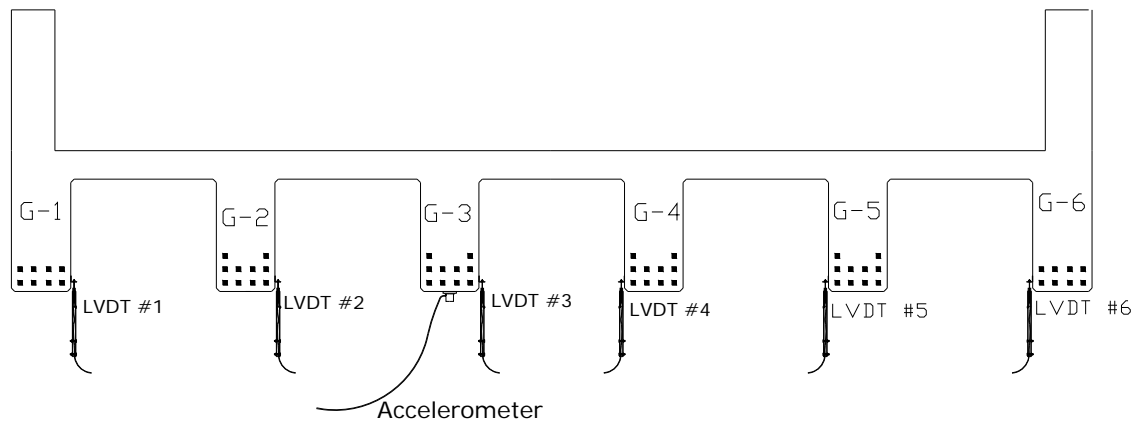 G-1
G-2
G-3
G-4
G-5
G-6
LVDT #1
LVDT #2
LVDT #3
LVDT #4
LVDT #5
LVDT #6
Accelerometer